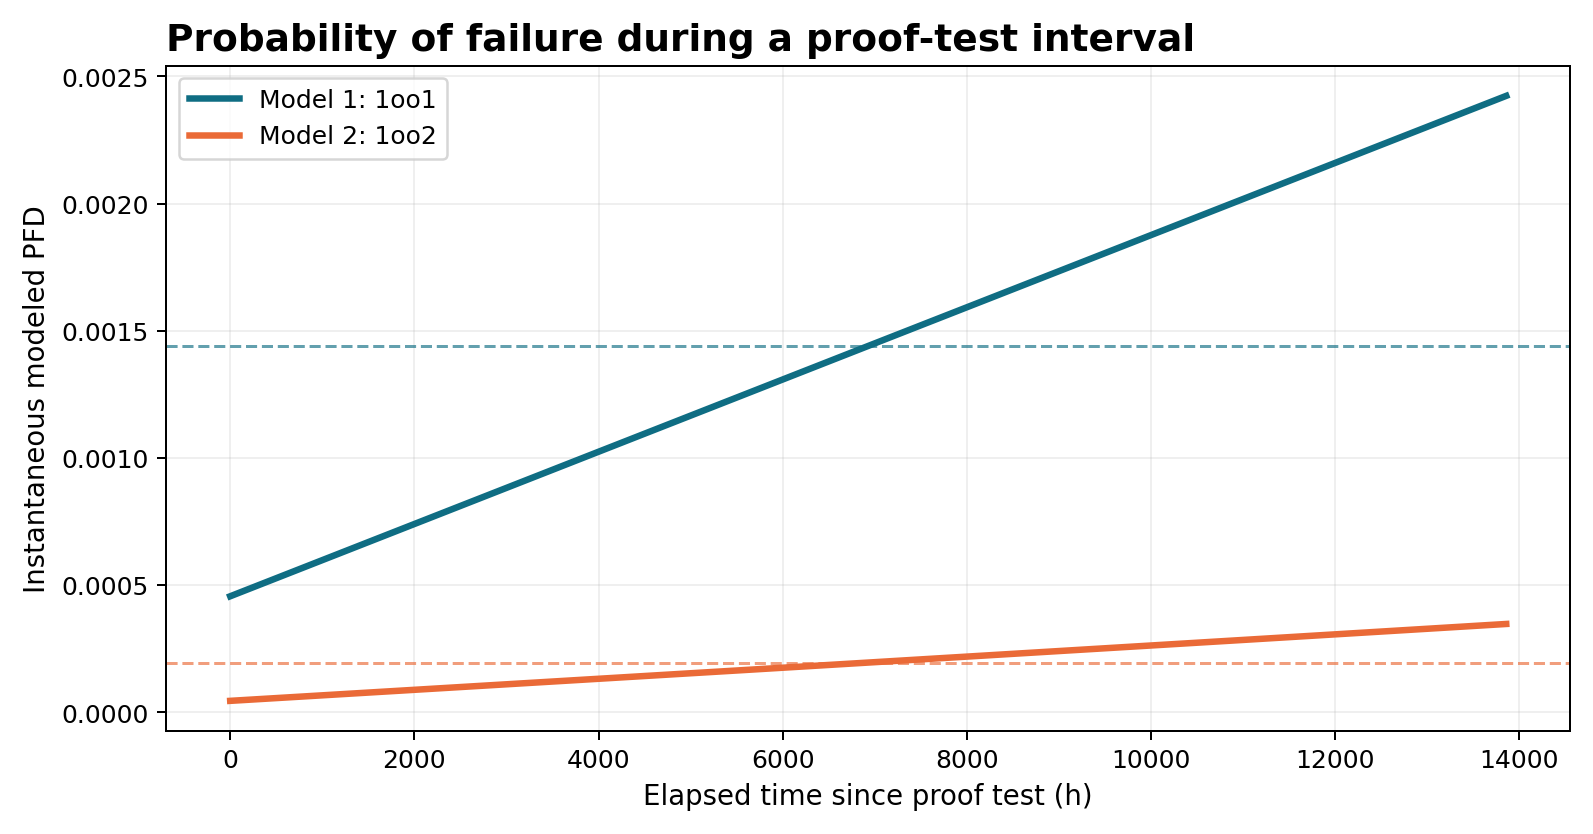 Probability of failure during a proof-test interval
Model 1: 1oo1
Model 2: 1oo2
Instantaneous modeled PFD
0.0025
0.0020
0.0015
0.0010
0.0005
0.0000
0 2000 4000 6000 8000 10000 12000 14000
Elapsed time since proof test (h)